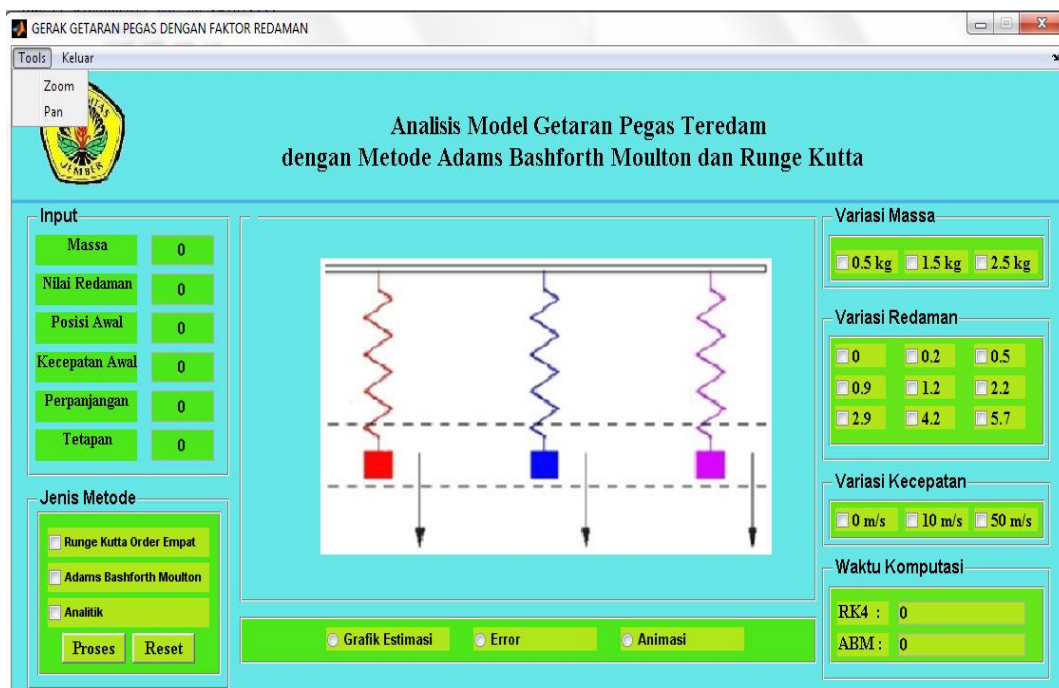 GERAK GETARAN PEGAS DENGAN FAKTOR REDAMAN
Tools Keluar
Zoom
Pan
JEMBER
Analisis Model Getaran Pegas Teredam
dengan Metode Adams Bashforth Moulton dan Runge Kutta
Input
Massa 0
Nilai Redaman 0
Posisi Awal 0
Kecepatan Awal 0
Perpanjangan 0
Tetapan 0
Jenis Metode
Runge Kutta Order Empat
Adams Bashforth Moulton
Analitik
Proses Reset
Grafik Estimasi Error Animasi
Variasi Massa
0.5 kg 1.5 kg 2.5 kg
Variasi Redaman
0 0.2 0.5
0.9 1.2 2.2
2.9 4.2 5.7
Variasi Kecepatan
0 m/s 10 m/s 50 m/s
Waktu Komputasi
RK4 : 0
ABM : 0